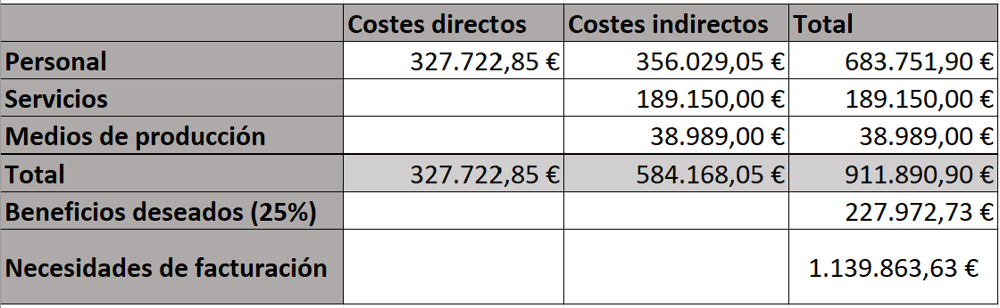 Costes directos Costes indirectos Total
Personal 327.722,85 € 356.029,05 € 683.751,90 €
Servicios 189.150,00 € 189.150,00 €
Medios de producción 38.989,00 € 38.989,00 €
Total 327.722,85 € 584.168,05 € 911.890,90 €
Beneficios deseados (25%) 227.972,73 €
Necesidades de facturación 1.139.863,63 €